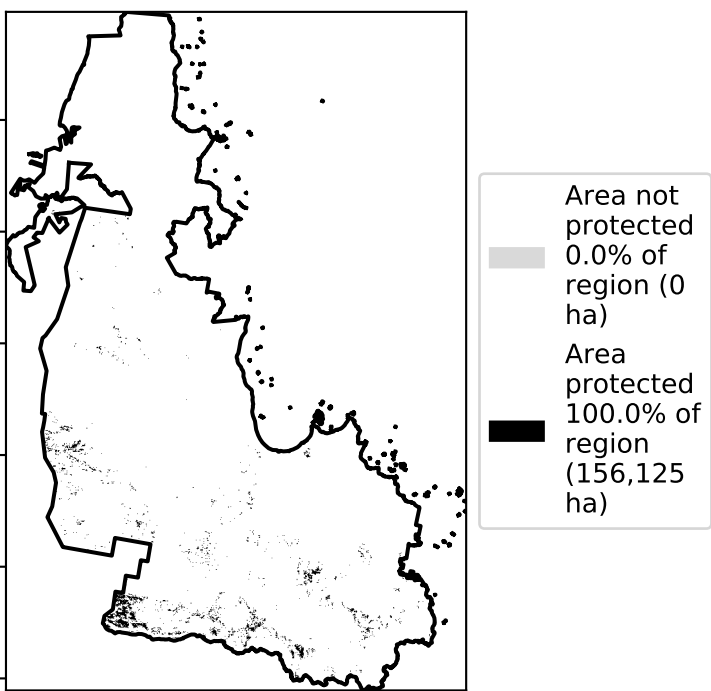 Area not
protected
0.0% of
region (0
ha)
Area
protected
100.0% of
region
(156,125
ha)